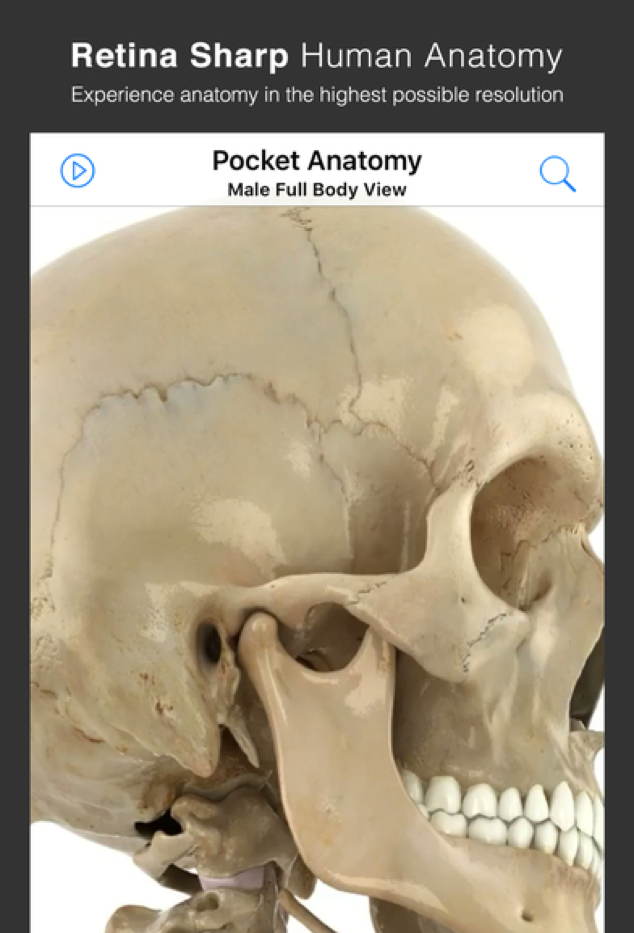 Retina Sharp Human Anatomy
Experience anatomy in the highest possible resolution
Pocket Anatomy
Male Full Body View